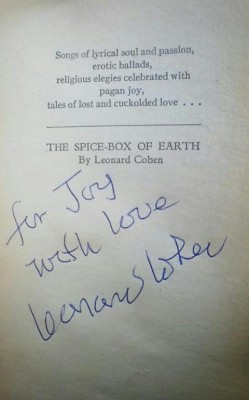 Songs of lyrical soul and passion,
erotic ballads,
religious elegies celebrated with
pagan joy,
tales of lost and cuckolded love . . .
THE SPICE-BOX OF EARTH
By Leonard Cohen
for Joy
with love
Leonard Cohen